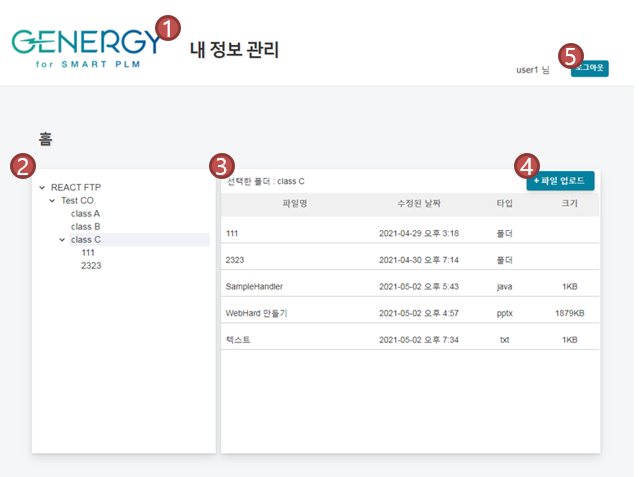 GENERGY 1
for SMART PLM
내 정보 관리
user1 님
5
로그아웃
홈
2
REACT FTP
Test CO.
class A
class B
class C
111
2323
3
선택한 폴더 : class C
4
+ 파일 업로드
파일명 수정된 날짜 타입 크기
111 2021-04-29 오후 3:18 폴더
2323 2021-04-30 오후 7:14 폴더
SampleHandler 2021-05-02 오후 5:43 java 1KB
WebHard 만들기 2021-05-02 오후 4:57 pptx 1879KB
텍스트 2021-05-02 오후 7:34 txt 1KB